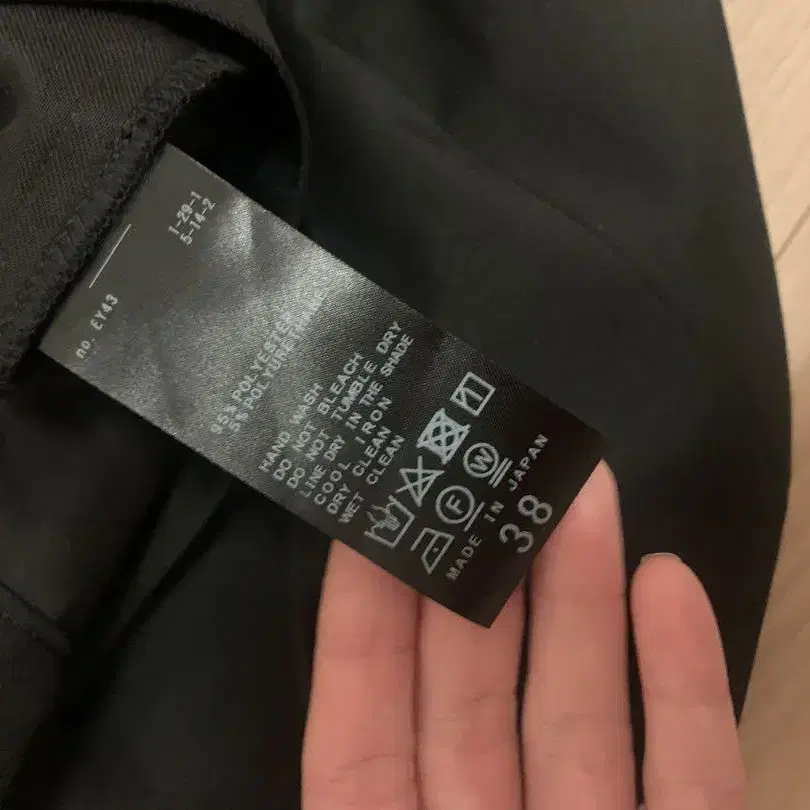 no. EY43
1-29-1
5-14-2
95% POLYESTER
5% POLYURETHANE
HAND WASH
DO NOT BLEACH
DO NOT TUMBLE DRY
LINE DRY IN THE SHADE
COOL IRON
DRY CLEAN
WET CLEAN
F
W
MADE IN JAPAN
38